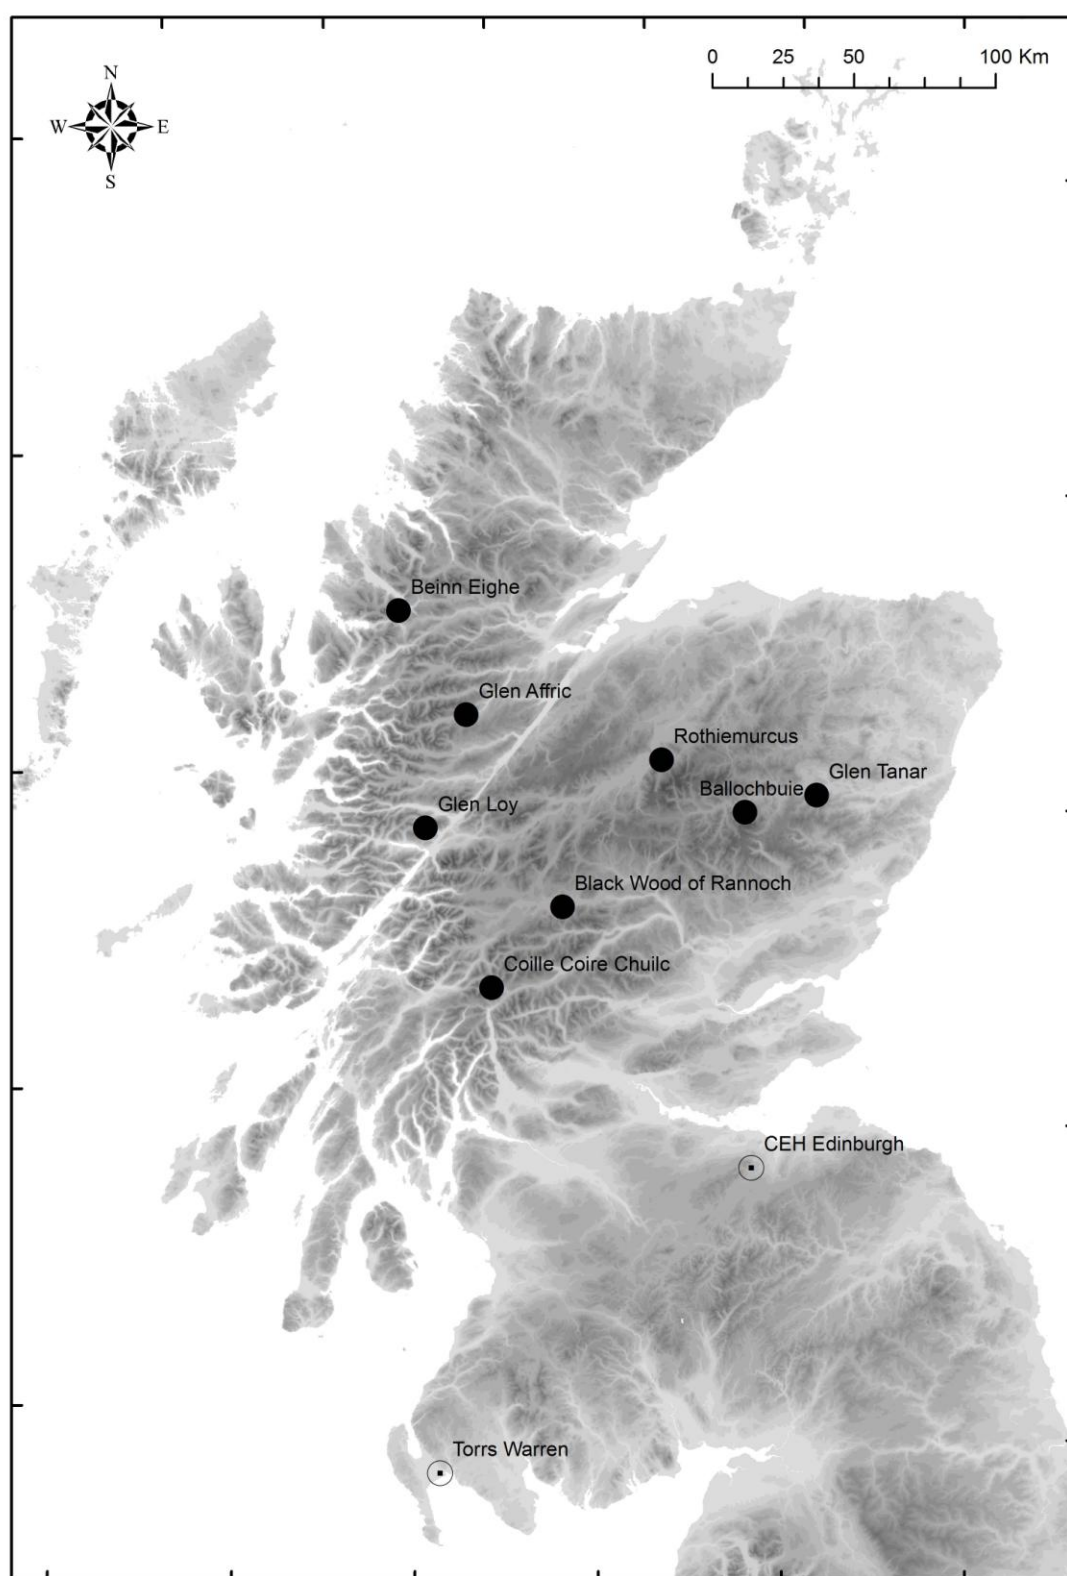 0 25 50 100 Km
N
W E
S
Beinn Eighe
Glen Affric
Rothiemurcus
Glen Tanar
Ballochbuie
Glen Loy
Black Wood of Rannoch
Coille Coire Chuilc
CEH Edinburgh
Torrs Warren